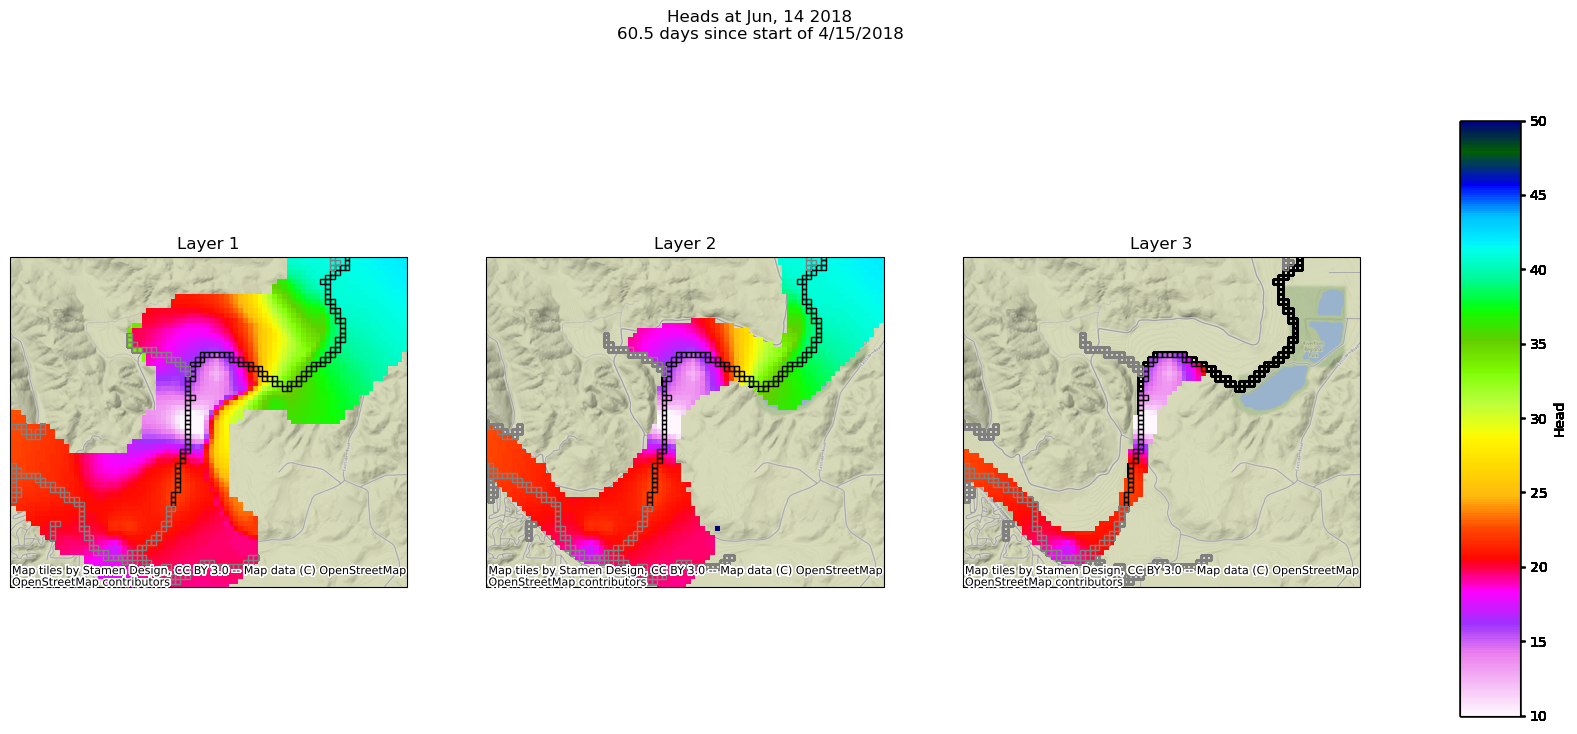 Heads at Jun, 14 2018
60.5 days since start of 4/15/2018
Layer 1
Layer 2
Layer 3
Map tiles by Stamen Design, CC BY 3.0 -- Map data (C) OpenStreetMap
OpenStreetMap contributors
Map tiles by Stamen Design, CC BY 3.0 -- Map data (C) OpenStreetMap
OpenStreetMap contributors
Map tiles by Stamen Design, CC BY 3.0 -- Map data (C) OpenStreetMap
OpenStreetMap contributors
50
45
40
35
30
25
20
15
10
Head